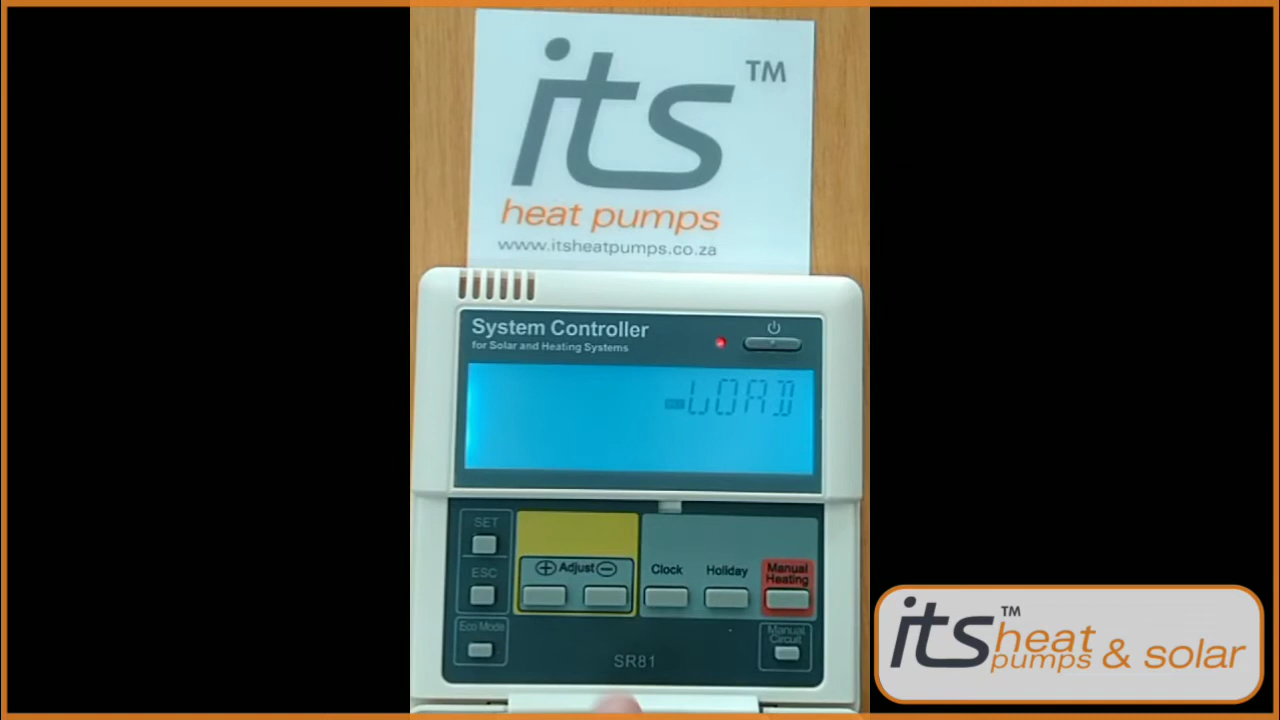 its™
heat pumps
www.itsheatpumps.co.za
System Controller
for Solar and Heating Systems
LOAD
SET
ESC
Eco Mode
+ Adjust −
Clock
Holiday
Manual
Heating
Manual
Circuit
SR81
its™ heat
pumps & solar